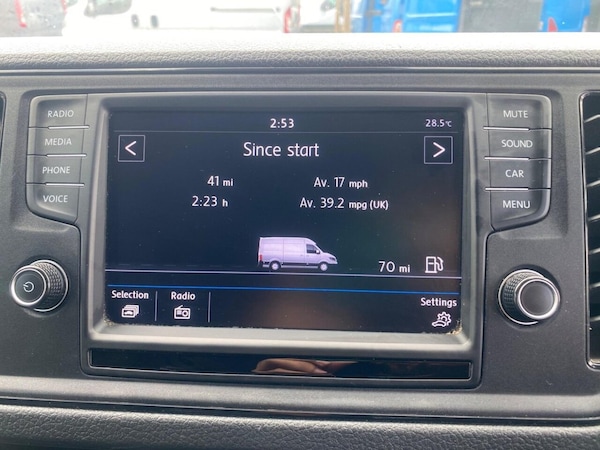 RADIO
MEDIA
PHONE
VOICE
2:53
28.5°C
<
Since start
>
41 mi
Av. 17 mph
2:23 h
Av. 39.2 mpg (UK)
70 mi
Selection
Radio
Settings
MUTE
SOUND
CAR
MENU